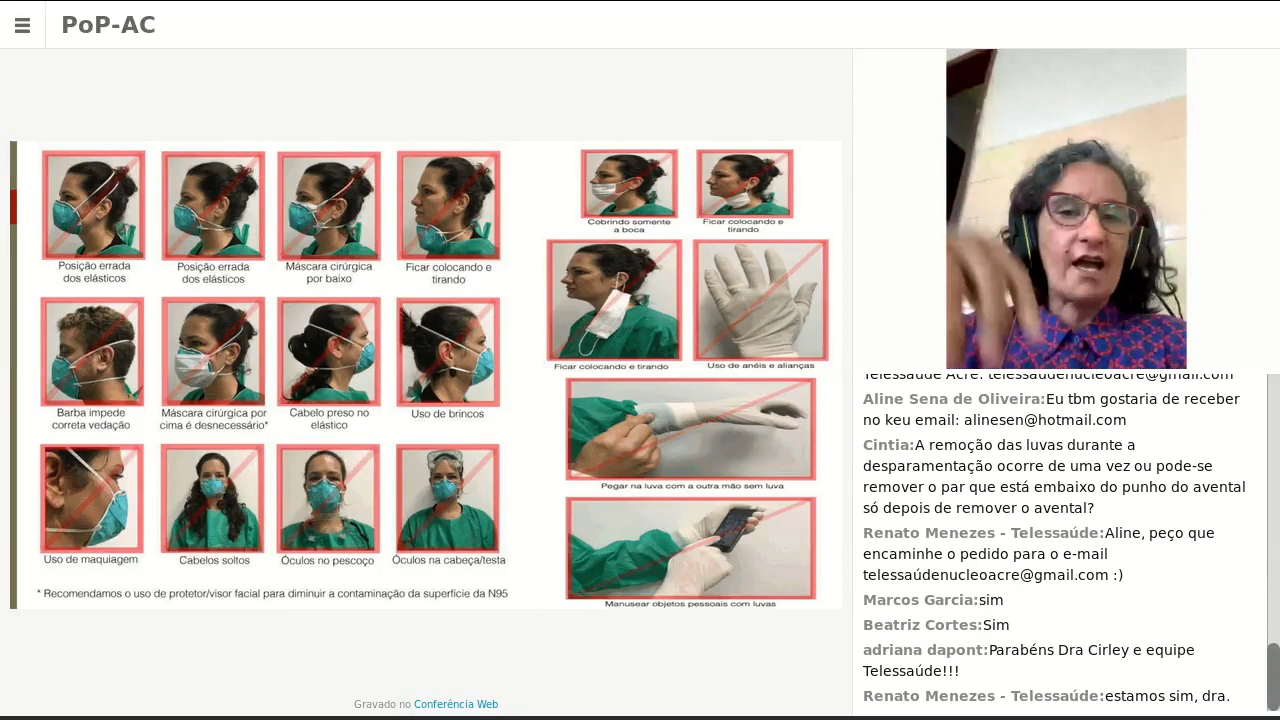 PoP-AC
Posição errada
dos elásticos
Posição errada
dos elásticos
Máscara cirúrgica
por baixo
Ficar colocando e
tirando
Barba impede
correta vedação
Máscara cirúrgica por
cima é desnecessário*
Cabelo preso no
elástico
Uso de brincos
Uso de maquiagem
Cabelos soltos
Óculos no pescoço
Óculos na cabeça/testa
* Recomendamos o uso de protetor/visor facial para diminuir a contaminação da superfície da N95
Cobrindo somente
a boca
Ficar colocando e
tirando
Ficar colocando e tirando
Uso de anéis e alianças
Pegar na luva com a outra mão sem luva
Manusear objetos pessoais com luvas
Gravado no Conferência Web
Telessaúde Acre: telessaudenucleoacre@gmail.com
Aline Sena de Oliveira:Eu tbm gostaria de receber
no keu email: alinesen@hotmail.com
Cintia:A remoção das luvas durante a
desparamentação ocorre de uma vez ou pode-se
remover o par que está embaixo do punho do avental
só depois de remover o avental?
Renato Menezes - Telessaúde:Aline, peço que
encaminhe o pedido para o e-mail
telessaúdenucleoacre@gmail.com :)
Marcos Garcia:sim
Beatriz Cortes:Sim
adriana dapont:Parabéns Dra Cirley e equipe
Telessaúde!!!
Renato Menezes - Telessaúde:estamos sim, dra.